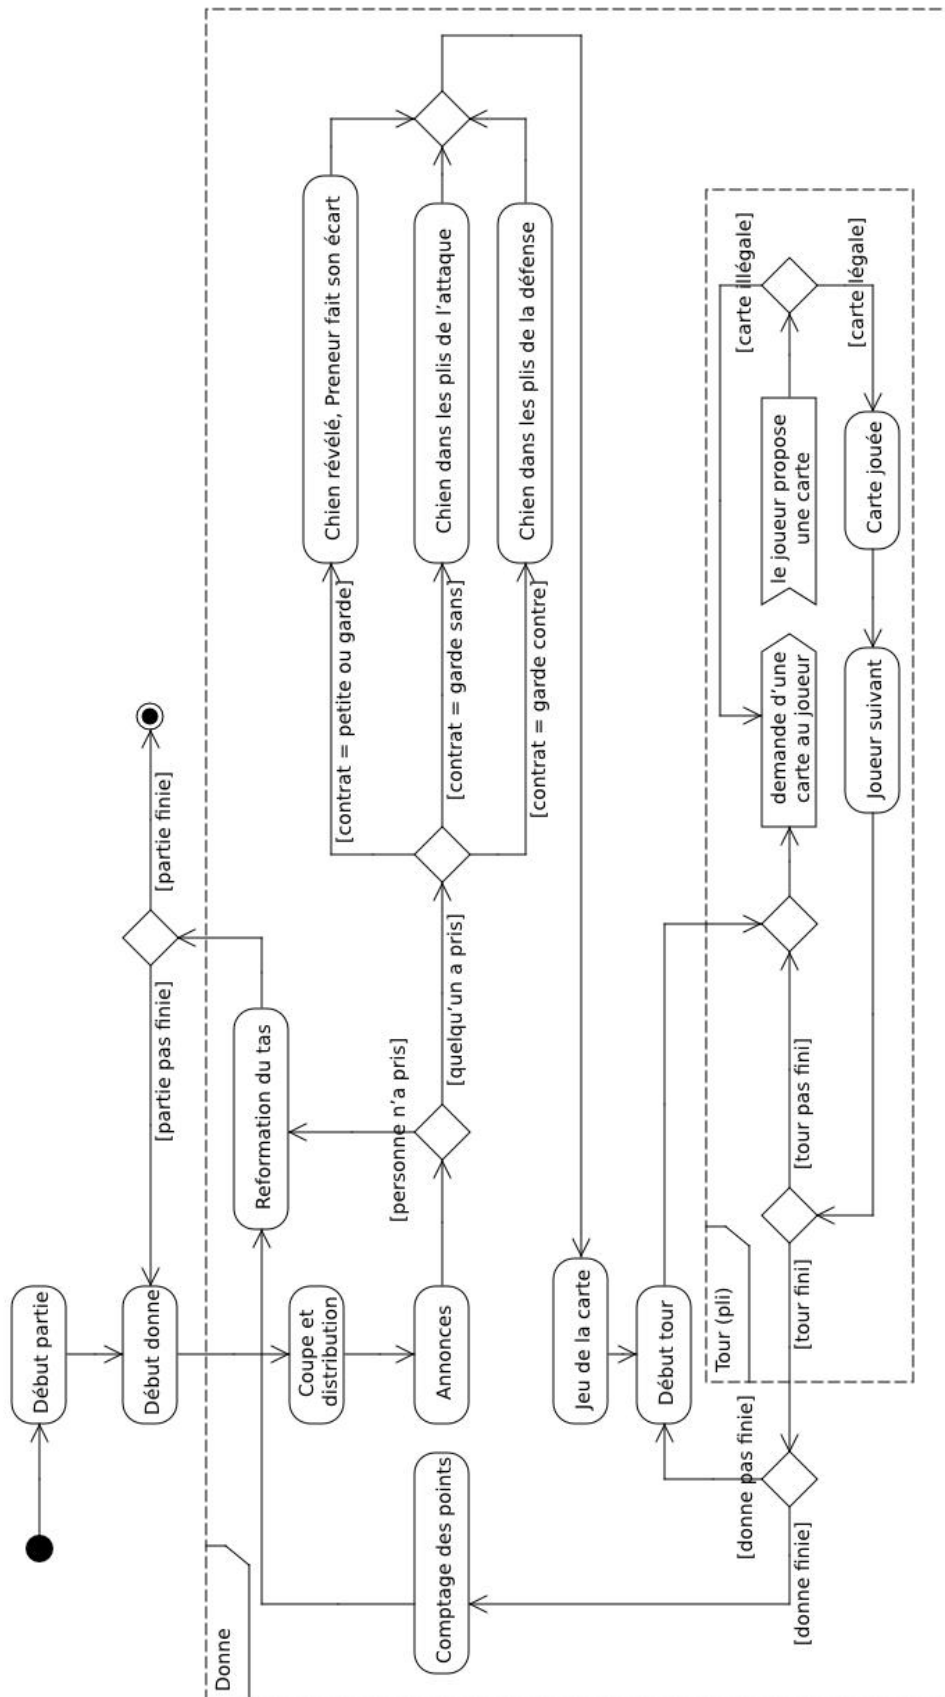 Début partie
Début donne
[partie pas finie]
[partie finie]
Donne
Coupe et
distribution
Reformation du tas
Annonces
[personne n'a pris]
[quelqu'un a pris]
[contrat = petite ou garde]
[contrat = garde sans]
[contrat = garde contre]
Chien révélé, Preneur fait son écart
Chien dans les plis de l'attaque
Chien dans les plis de la défense
Comptage des points
Jeu de la carte
Début tour
[donne pas finie]
[donne finie]
Tour (pli)
[tour fini]
[tour pas fini]
demande d'une
carte au joueur
le joueur propose
une carte
[carte illégale]
[carte légale]
Carte jouée
Joueur suivant